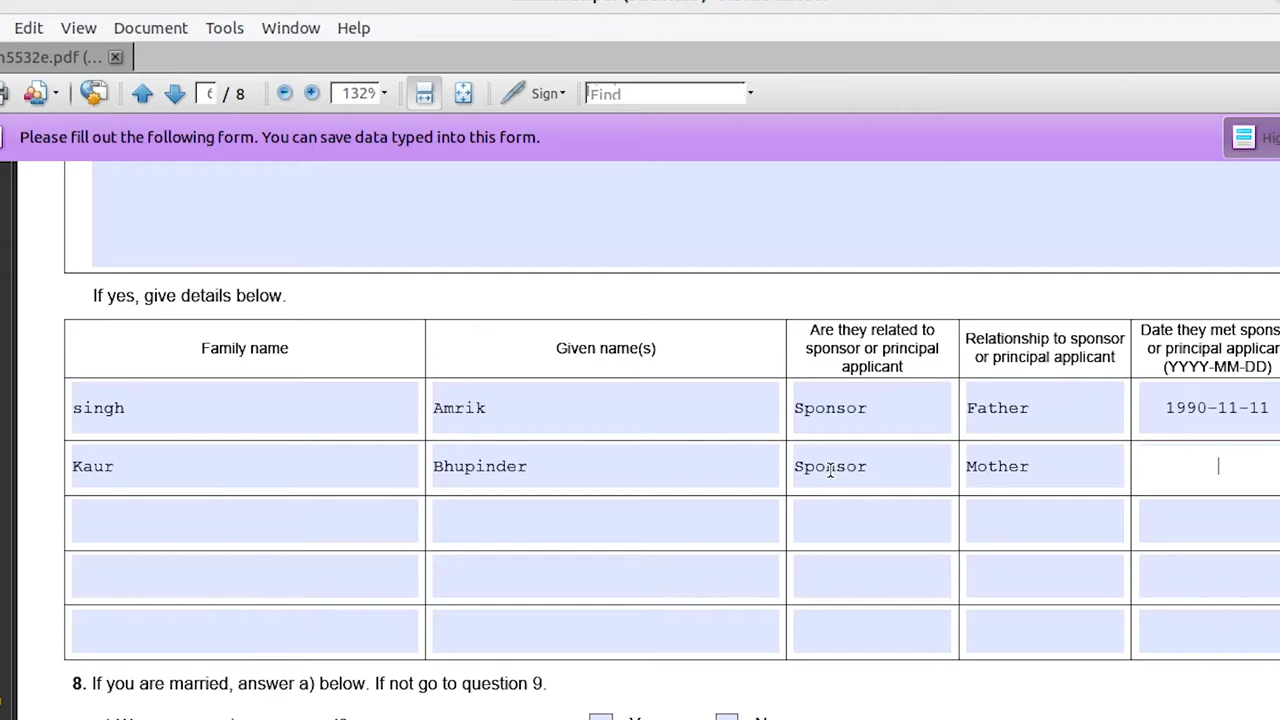 Edit View Document Tools Window Help
n5532e.pdf (...
6 / 8 132% Sign Find
Please fill out the following form. You can save data typed into this form.
If yes, give details below.
Family name
Given name(s)
Are they related to
sponsor or principal
applicant
Relationship to sponsor
or principal applicant
Date they met spons
or principal applican
(YYYY-MM-DD)
singh Amrik Sponsor Father 1990-11-11
Kaur Bhupinder Sponsor Mother
8. If you are married, answer a) below. If not go to question 9.